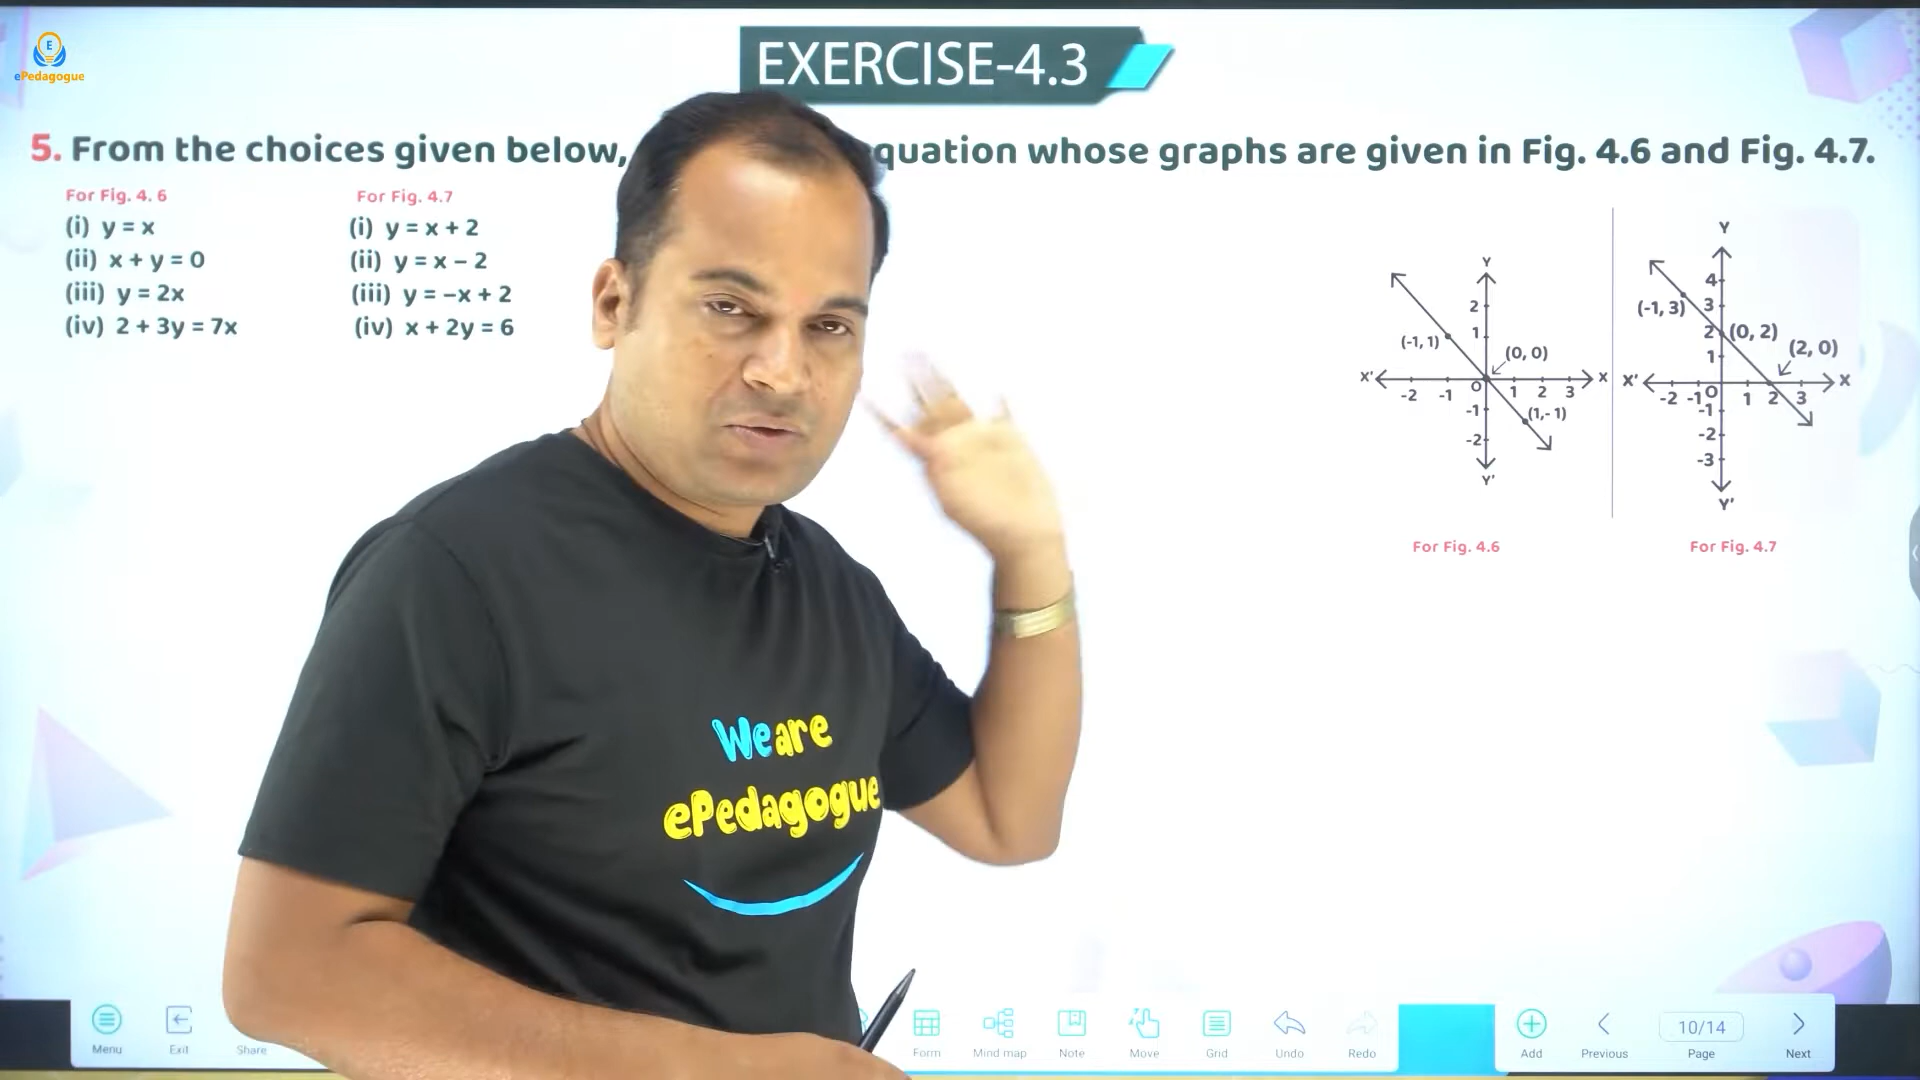 E
ePedagogue
EXERCISE-4.3
5. From the choices given below, quation whose graphs are given in Fig. 4.6 and Fig. 4.7.
For Fig. 4. 6
(i) y = x
(ii) x + y = 0
(iii) y = 2x
(iv) 2 + 3y = 7x
For Fig. 4.7
(i) y = x + 2
(ii) y = x – 2
(iii) y = –x + 2
(iv) x + 2y = 6
Y
2
1
(-1, 1)
(0, 0)
X' X
-2 -1 O 1 2 3
-1
(1,- 1)
-2
Y'
For Fig. 4.6
Y
4
(-1, 3) 3
2 (0, 2)
(2, 0)
1
X' X
-2 -1 O 1 2 3
-1
-2
-3
Y'
For Fig. 4.7
We are
ePedagogue
Menu
Exit
Share
Form
Mind map
Note
Move
Grid
Undo
Redo
Add
Previous
10/14
Page
Next